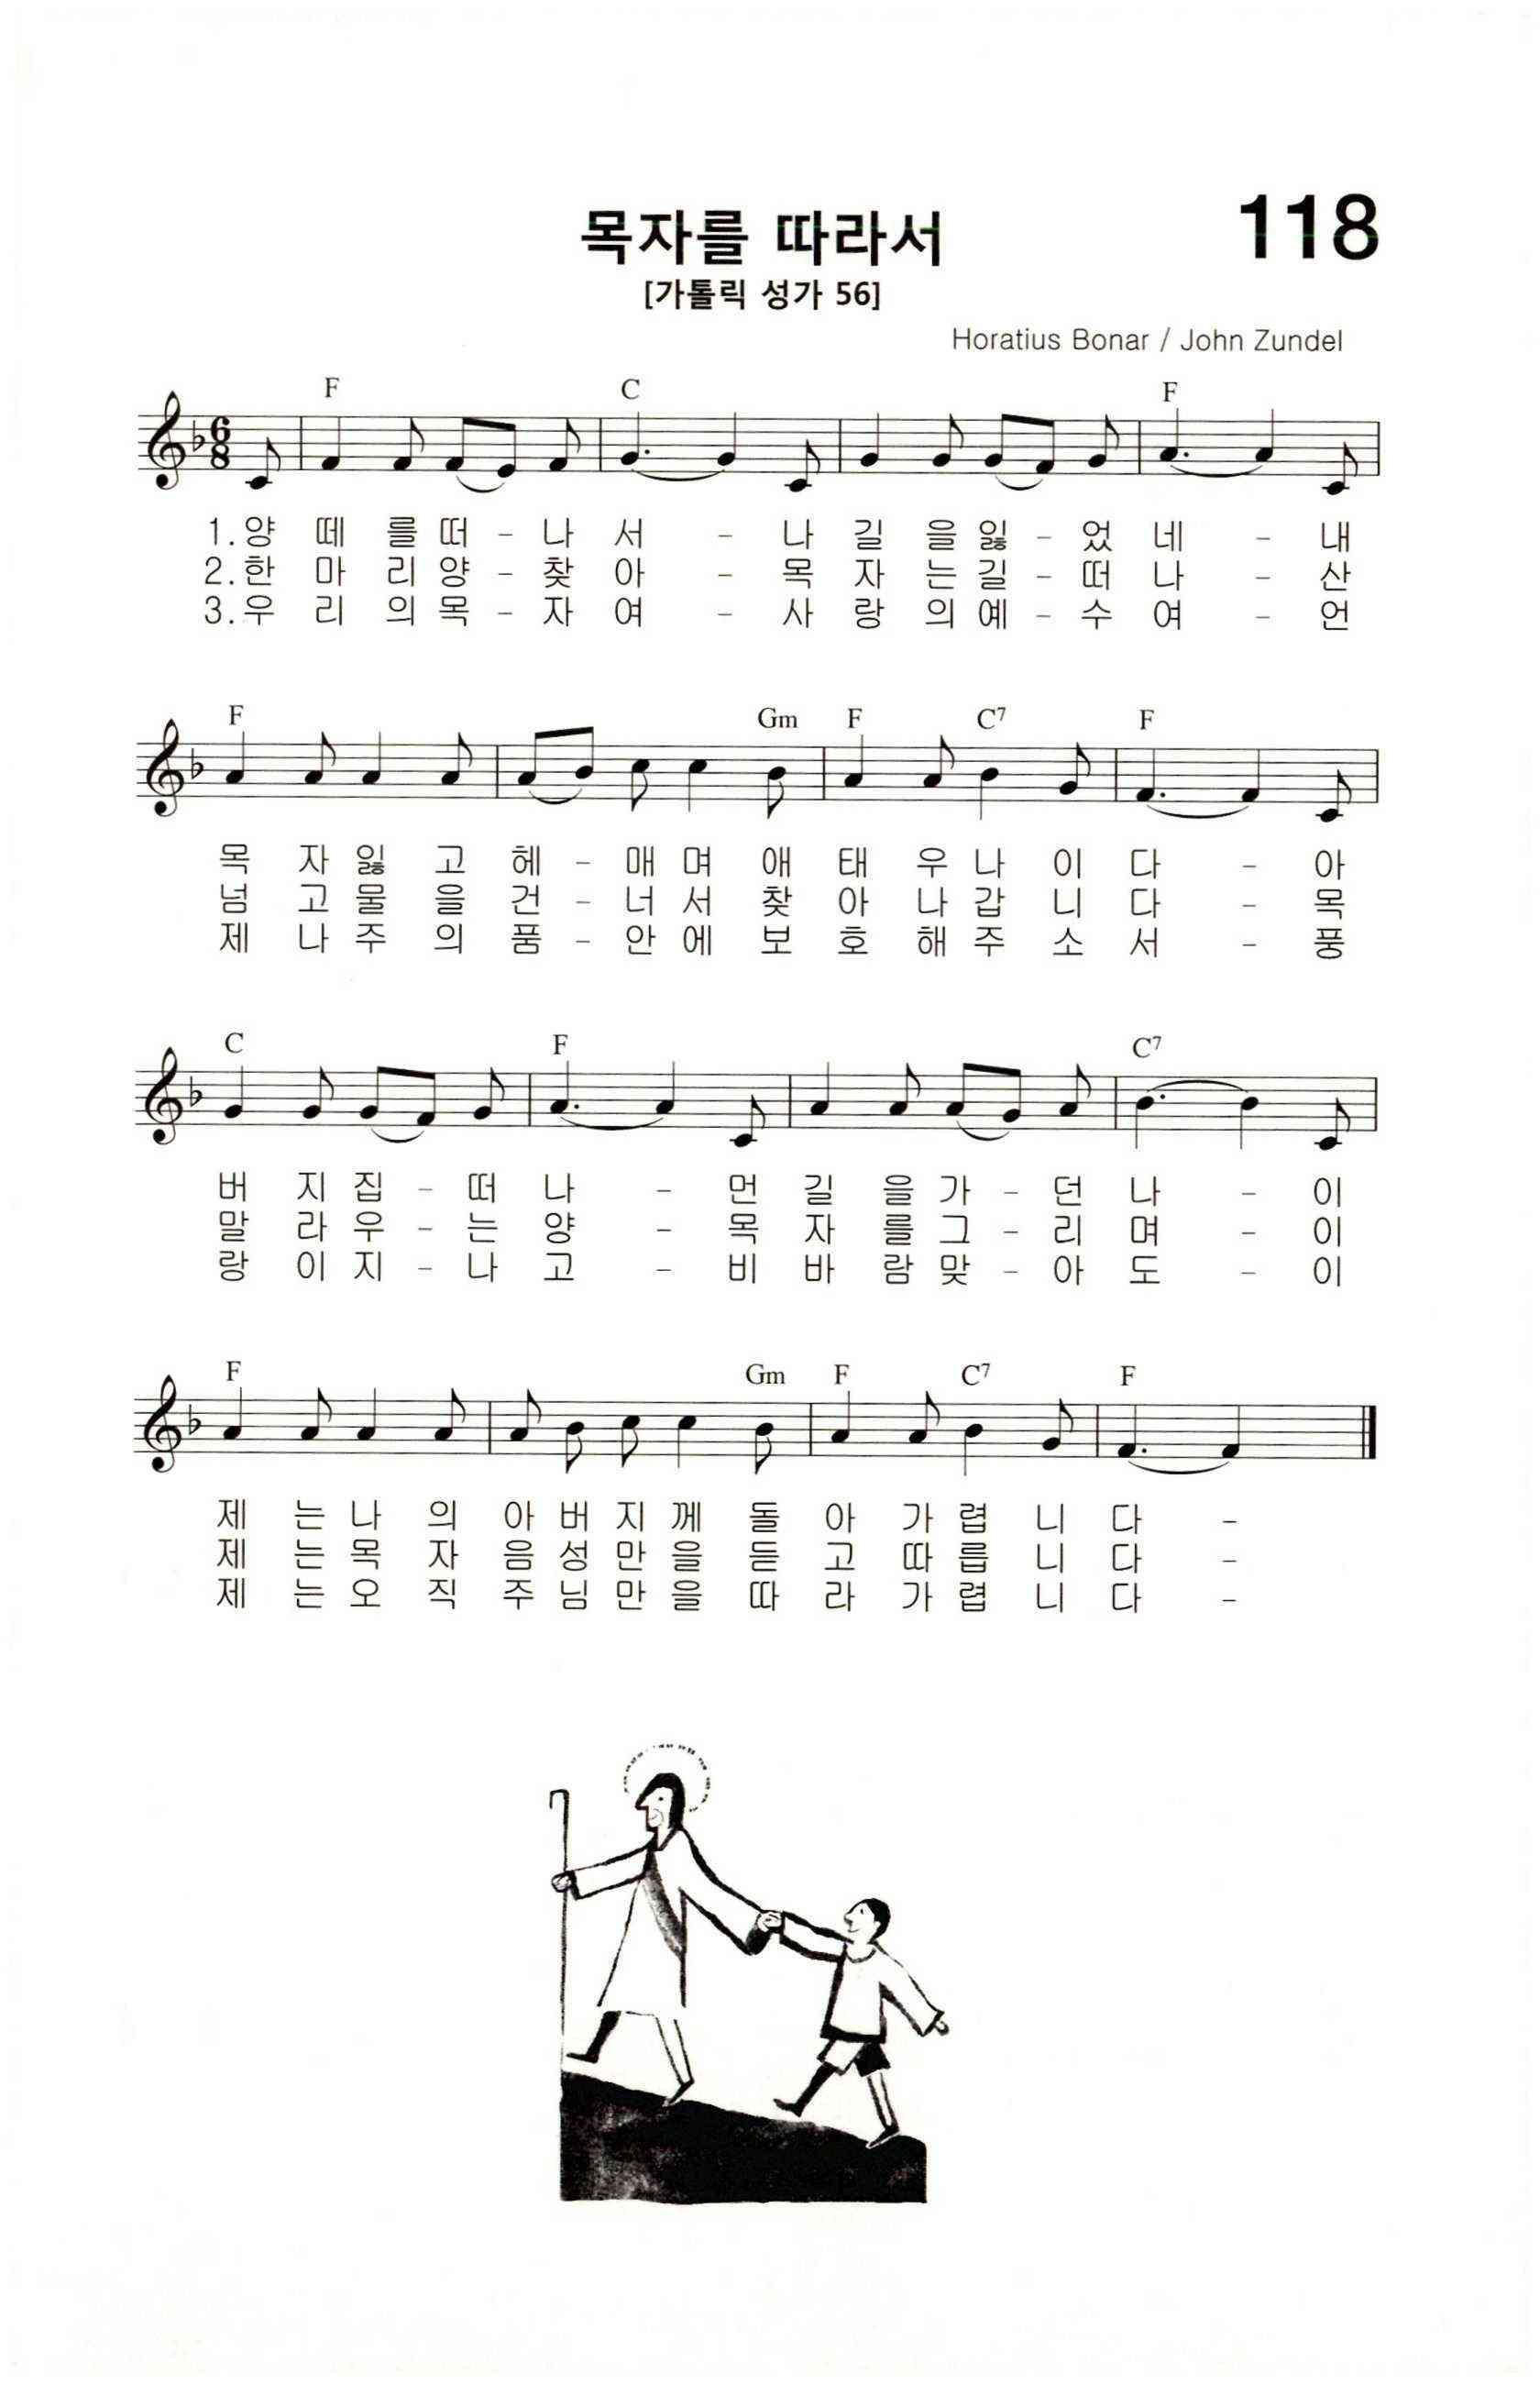 목자를 따라서
118
[가톨릭 성가 56]
Horatius Bonar / John Zundel
F C F
6
8
1.양 떼 를 떠 - 나 서 - 나 길 을 잃 - 었 네 - 내
2.한 마 리 양 - 찾 아 - 목 자 는 길 - 떠 나 - 산
3.우 리 의 목 - 자 여 - 사 랑 의 예 - 수 여 - 언
F Gm F C7 F
목 자 잃 고 헤 - 매 며 애 태 우 나 이 다 - 아
넘 고 물 을 건 - 너 서 찾 아 나 갑 니 다 - 목
제 나 주 의 품 - 안 에 보 호 해 주 소 서 - 풍
C F C7
버 지 집 - 떠 나 - 먼 길 을 가 - 던 나 - 이
말 라 우 - 는 양 - 목 자 를 그 - 리 며 - 이
랑 이 지 - 나 고 - 비 바 람 맞 - 아 도 - 이
F Gm F C7 F
제 는 나 의 아 버 지 께 돌 아 가 렵 니 다 -
제 는 목 자 음 성 만 을 듣 고 따 릅 니 다 -
제 는 오 직 주 님 만 을 따 라 가 렵 니 다 -